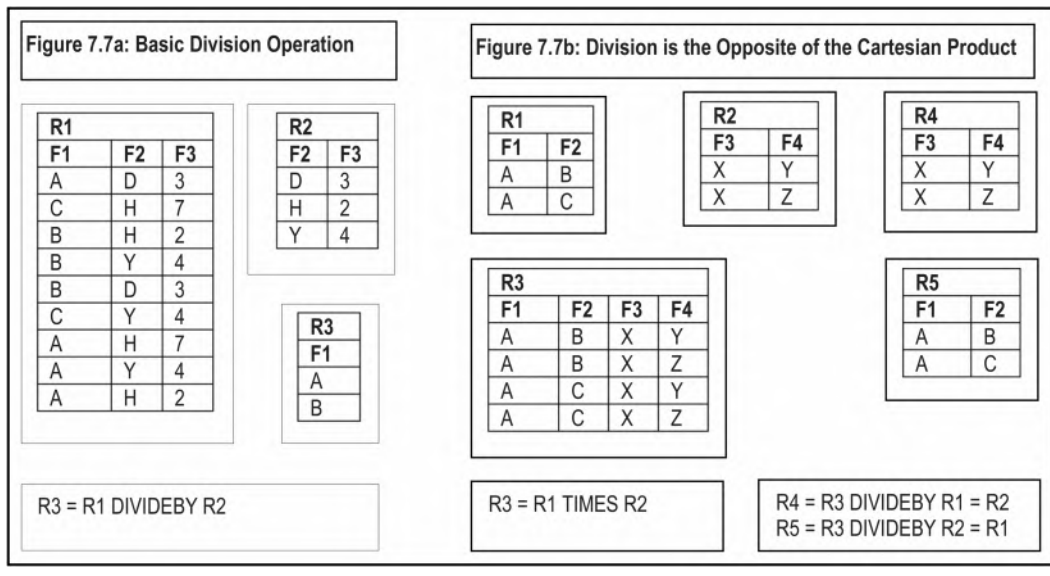 Figure 7.7a: Basic Division Operation
R1
F1 F2 F3
A D 3
C H 7
B H 2
B Y 4
B D 3
C Y 4
A H 7
A Y 4
A H 2
R2
F2 F3
D 3
H 2
Y 4
R3
F1
A
B
R3 = R1 DIVIDEBY R2
Figure 7.7b: Division is the Opposite of the Cartesian Product
R1
F1 F2
A B
A C
R2
F3 F4
X Y
X Z
R4
F3 F4
X Y
X Z
R3
F1 F2 F3 F4
A B X Y
A B X Z
A C X Y
A C X Z
R5
F1 F2
A B
A C
R3 = R1 TIMES R2
R4 = R3 DIVIDEBY R1 = R2
R5 = R3 DIVIDEBY R2 = R1